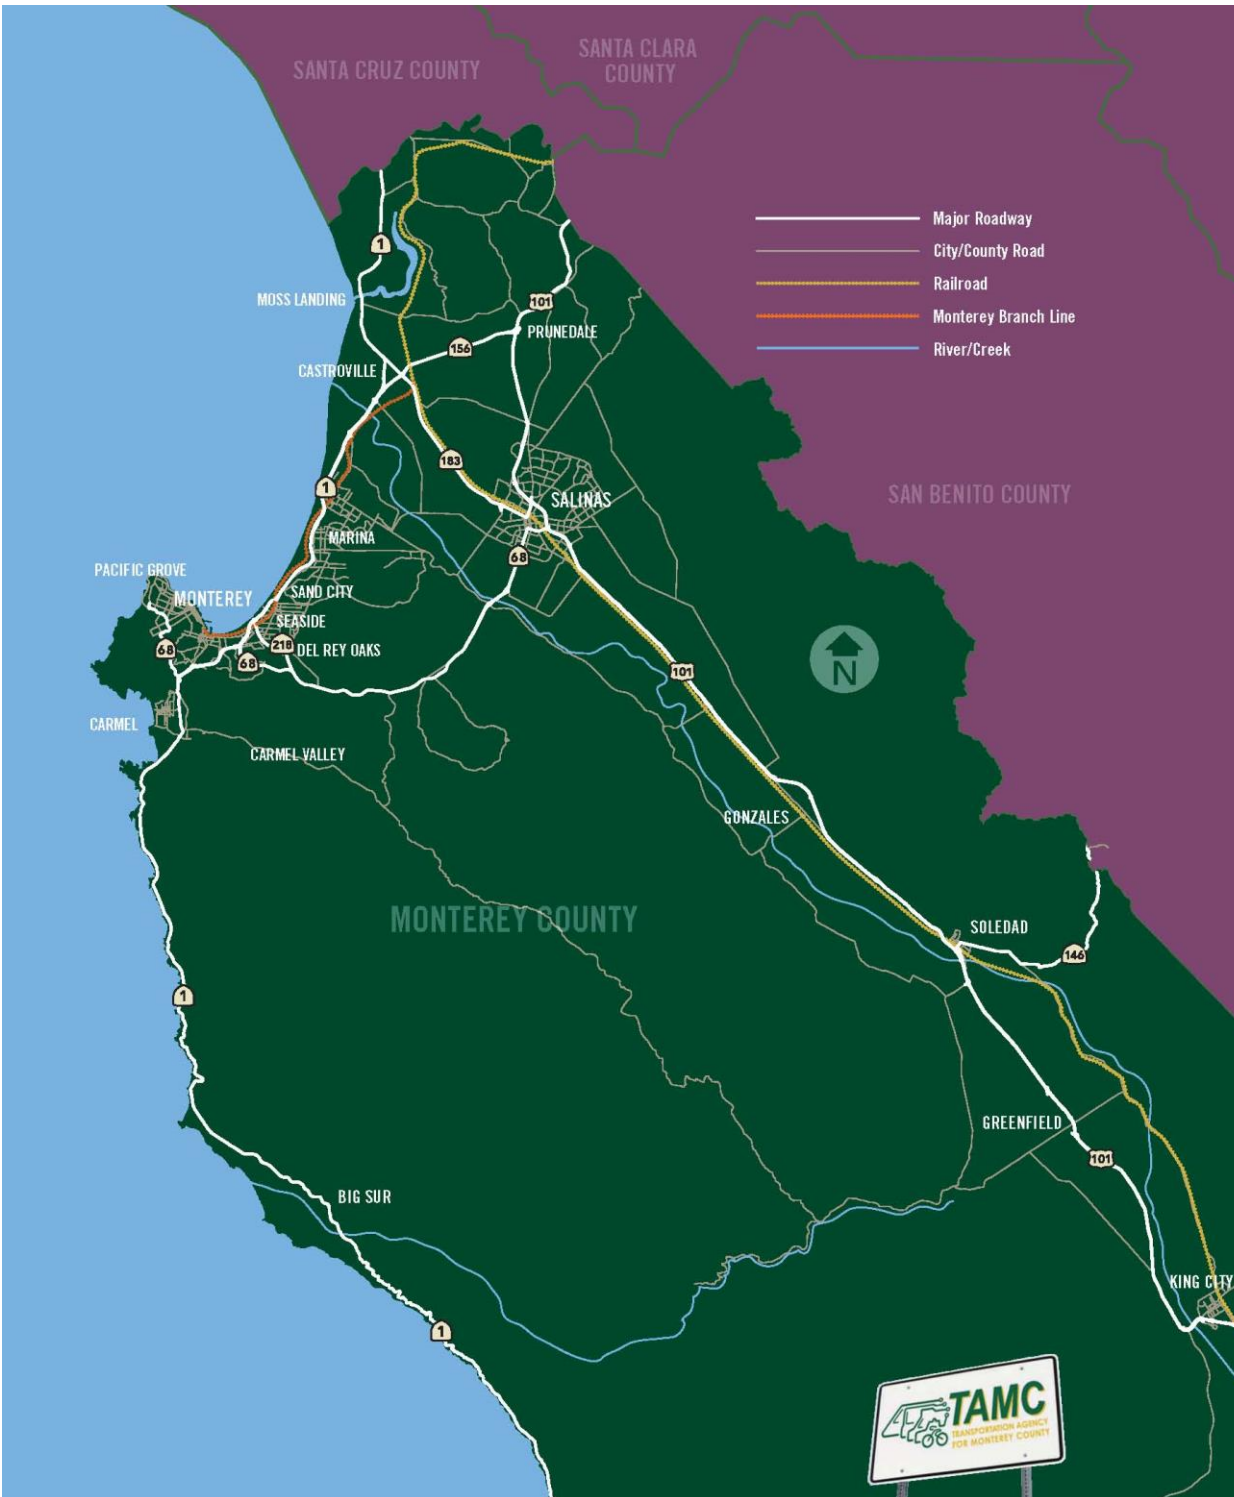 SANTA CLARA
COUNTY
SANTA CRUZ COUNTY
Major Roadway
City/County Road
Railroad
Monterey Branch Line
River/Creek
1
MOSS LANDING
101
PRUNEDALE
156
CASTROVILLE
183
1
SALINAS
SAN BENITO COUNTY
MARINA
68
PACIFIC GROVE
MONTEREY
SAND CITY
SEASIDE
218
DEL REY OAKS
68
68
101
N
CARMEL
CARMEL VALLEY
GONZALES
MONTEREY COUNTY
SOLEDAD
146
1
GREENFIELD
101
BIG SUR
KING CITY
1
TAMC
TRANSPORTATION AGENCY
FOR MONTEREY COUNTY